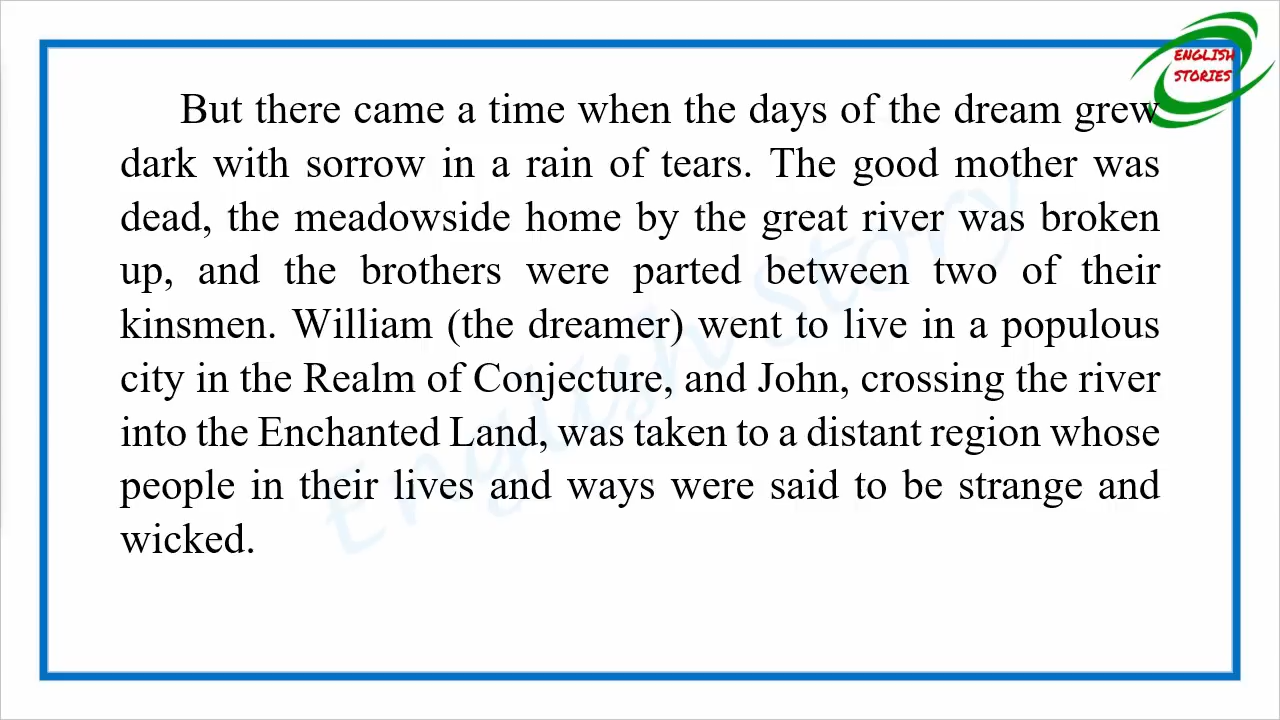 ENGLISH
STORIES
But there came a time when the days of the dream grew
dark with sorrow in a rain of tears. The good mother was
dead, the meadowside home by the great river was broken
up, and the brothers were parted between two of their
kinsmen. William (the dreamer) went to live in a populous
city in the Realm of Conjecture, and John, crossing the river
into the Enchanted Land, was taken to a distant region whose
people in their lives and ways were said to be strange and
wicked.
English Story